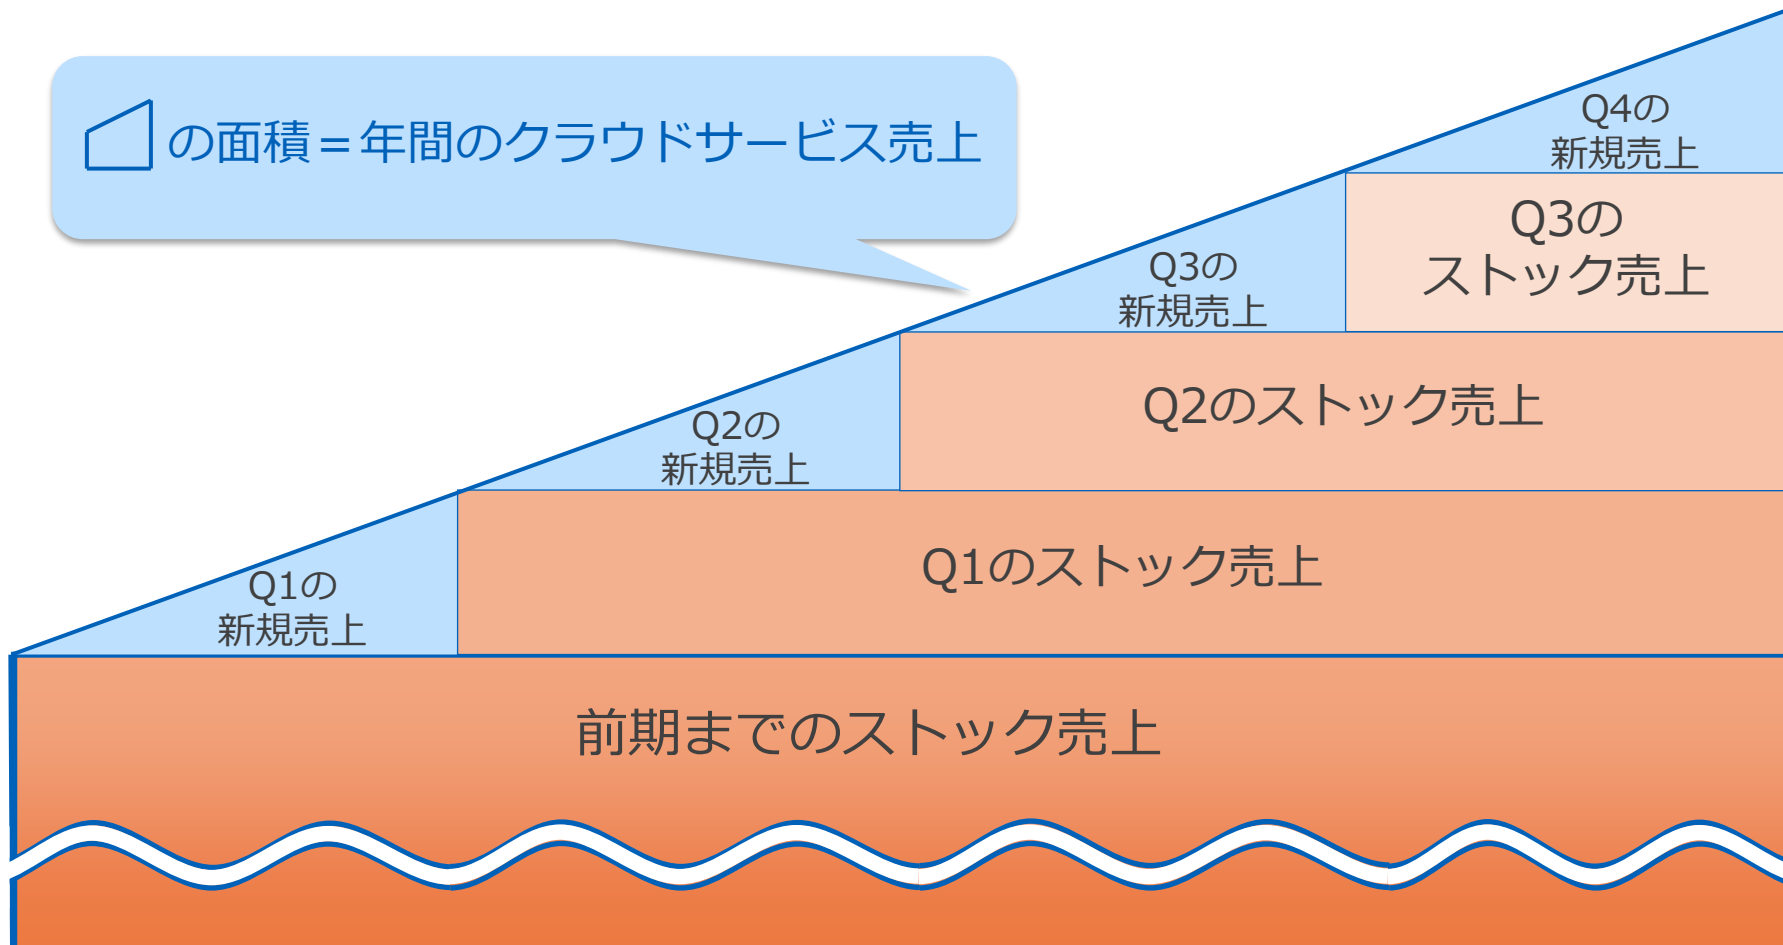 の面積＝年間のクラウドサービス売上
Q4の
新規売上
Q3の
ストック売上
Q3の
新規売上
Q2のストック売上
Q2の
新規売上
Q1のストック売上
Q1の
新規売上
前期までのストック売上